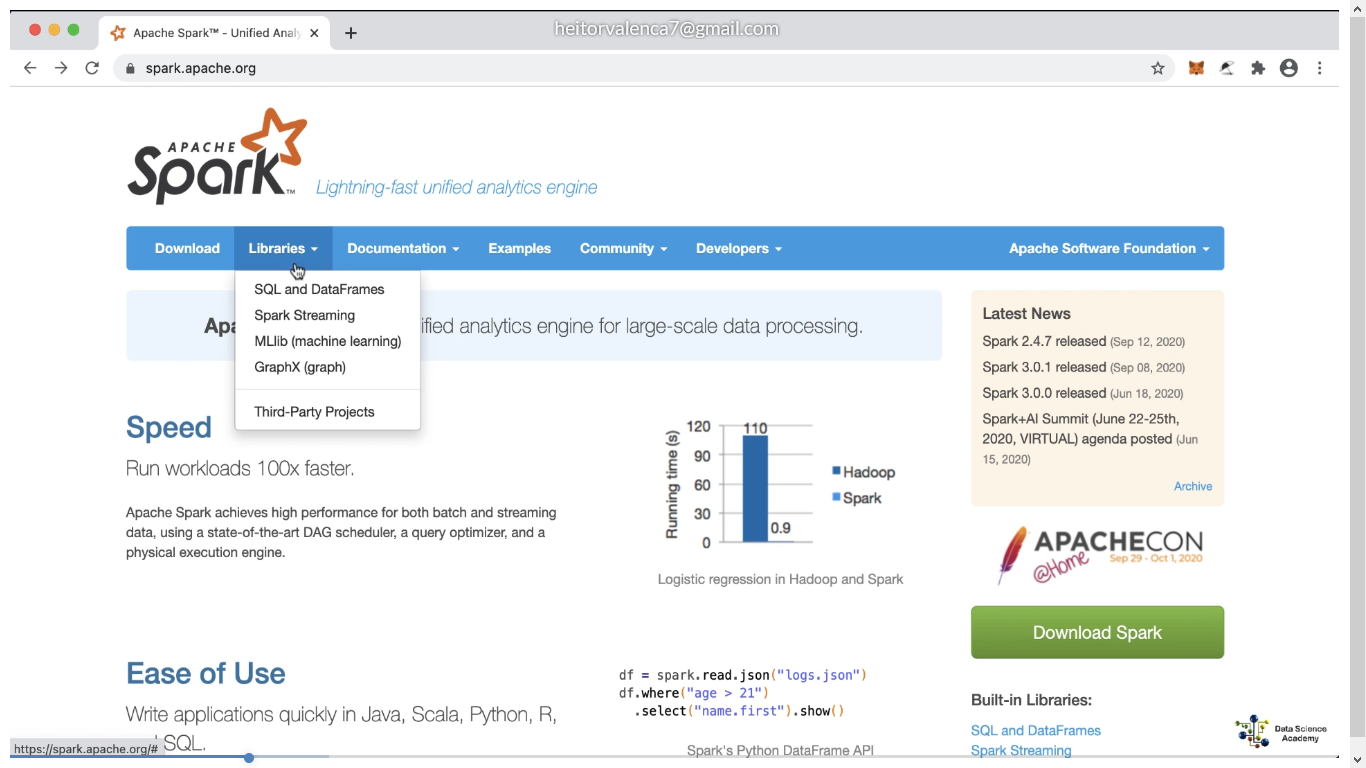 Apache Spark™ - Unified Analy
heitorvalenca7@gmail.com
spark.apache.org
APACHE
Spark™
Lightning-fast unified analytics engine
Download
Libraries
Documentation
Examples
Community
Developers
Apache Software Foundation
SQL and DataFrames
Spark Streaming
MLlib (machine learning)
GraphX (graph)
Third-Party Projects
Apa
ified analytics engine for large-scale data processing.
Latest News
Spark 2.4.7 released (Sep 12, 2020)
Spark 3.0.1 released (Sep 08, 2020)
Spark 3.0.0 released (Jun 18, 2020)
Spark+AI Summit (June 22-25th,
2020, VIRTUAL) agenda posted (Jun
15, 2020)
Archive
Speed
Run workloads 100x faster.
Apache Spark achieves high performance for both batch and streaming
data, using a state-of-the-art DAG scheduler, a query optimizer, and a
physical execution engine.
Running time (s)
120
90
60
30
0
110
0.9
Hadoop
Spark
Logistic regression in Hadoop and Spark
APACHECON
@Home
Sep 29 - Oct 1, 2020
Download Spark
Ease of Use
Write applications quickly in Java, Scala, Python, R,
SQL.
df = spark.read.json("logs.json")
df.where("age > 21")
.select("name.first").show()
Spark's Python DataFrame API
Built-in Libraries:
SQL and DataFrames
Spark Streaming
Data Science
Academy
https://spark.apache.org/#